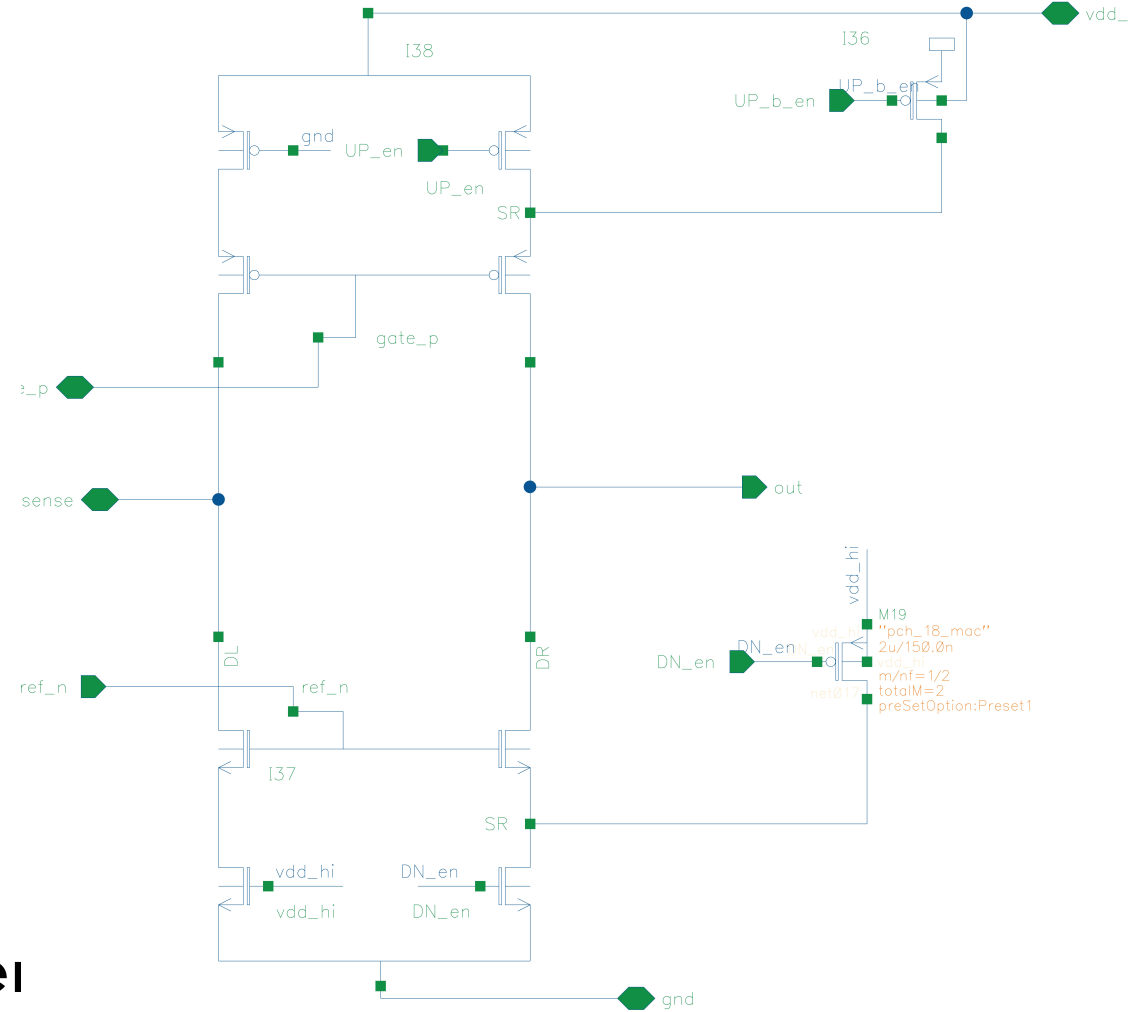 vdd_
I38
I36
UP_b_en
UP_b_en
gnd
UP_en
UP_en
SR
gate_p
_p
sense
out
vdd_hi
M19
"pch_18_mac"
2u/150.0n
vdd_hi
m/nf=1/2
totalM=2
preSetOption:Preset1
DN_en
DN_en
DL
DR
ref_n
ref_n
I37
SR
vdd_hi
vdd_hi
DN_en
DN_en
gnd